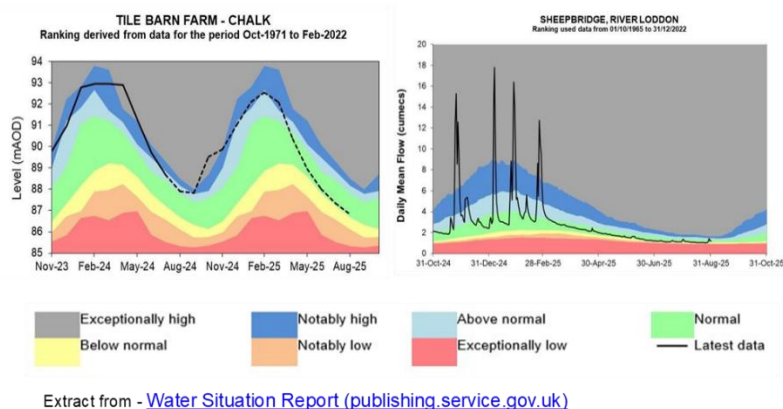 TILE BARN FARM - CHALK
Ranking derived from data for the period Oct-1971 to Feb-2022
Level (mAOD)
94
93
92
91
90
89
88
87
86
85
Nov-23 Feb-24 May-24 Aug-24 Nov-24 Feb-25 May-25 Aug-25
SHEEPBRIDGE, RIVER LODDON
Ranking used data from 01/10/1965 to 31/12/2022
Daily Mean Flow (cumecs)
20
18
16
14
12
10
8
6
4
2
0
31-Oct-24 31-Dec-24 28-Feb-25 30-Apr-25 30-Jun-25 31-Aug-25 31-Oct-25
Exceptionally high Notably high Above normal Normal
Below normal Notably low Exceptionally low Latest data
Extract from - Water Situation Report (publishing.service.gov.uk)